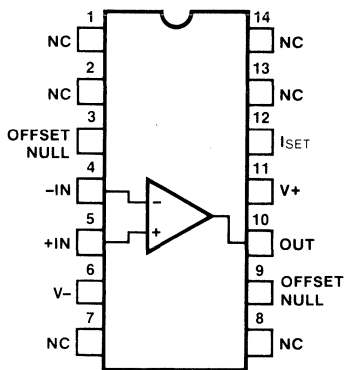 1
NC
2
NC
3
OFFSET
NULL
4
–IN
5
+IN
6
V–
7
NC
–
+
14
NC
13
NC
12
ISET
11
V+
10
OUT
9
OFFSET
NULL
8
NC